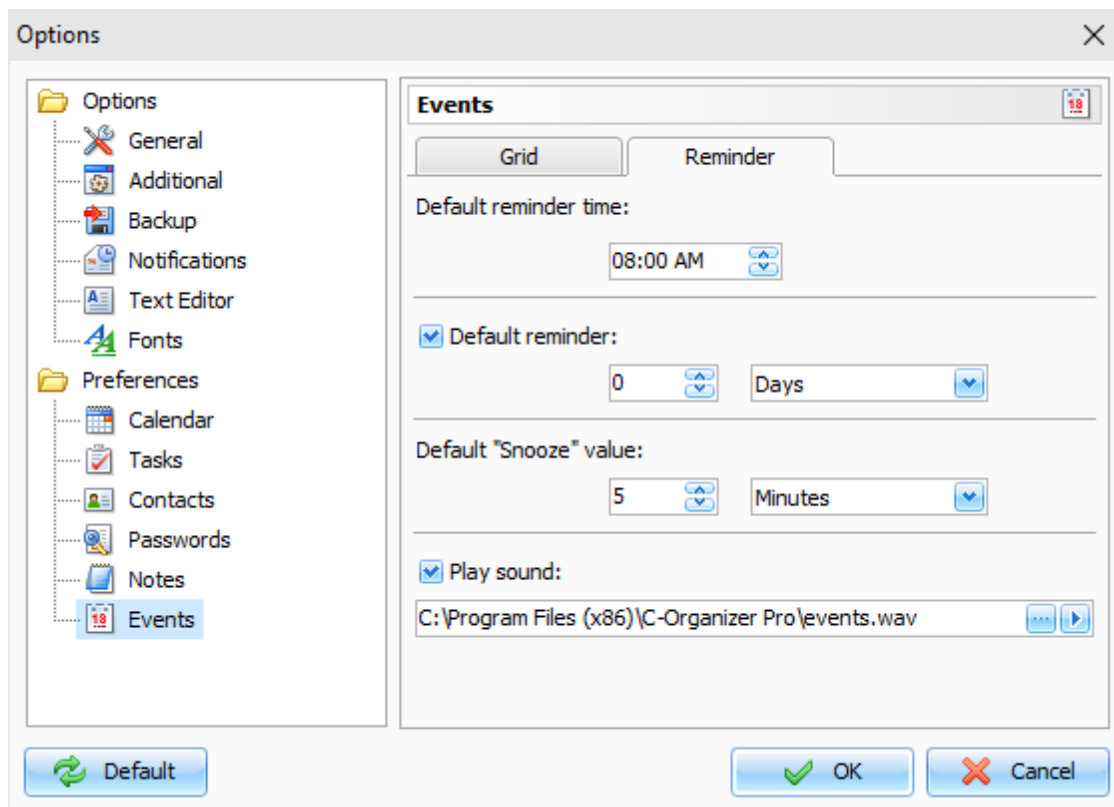 Options
Options
General
Additional
Backup
Notifications
Text Editor
Fonts
Preferences
Calendar
Tasks
Contacts
Passwords
Notes
Events
Events
18
Grid
Reminder
Default reminder time:
08:00 AM
Default reminder:
0
Days
Default "Snooze" value:
5
Minutes
Play sound:
C:\Program Files (x86)\C-Organizer Pro\events.wav
Default
OK
Cancel